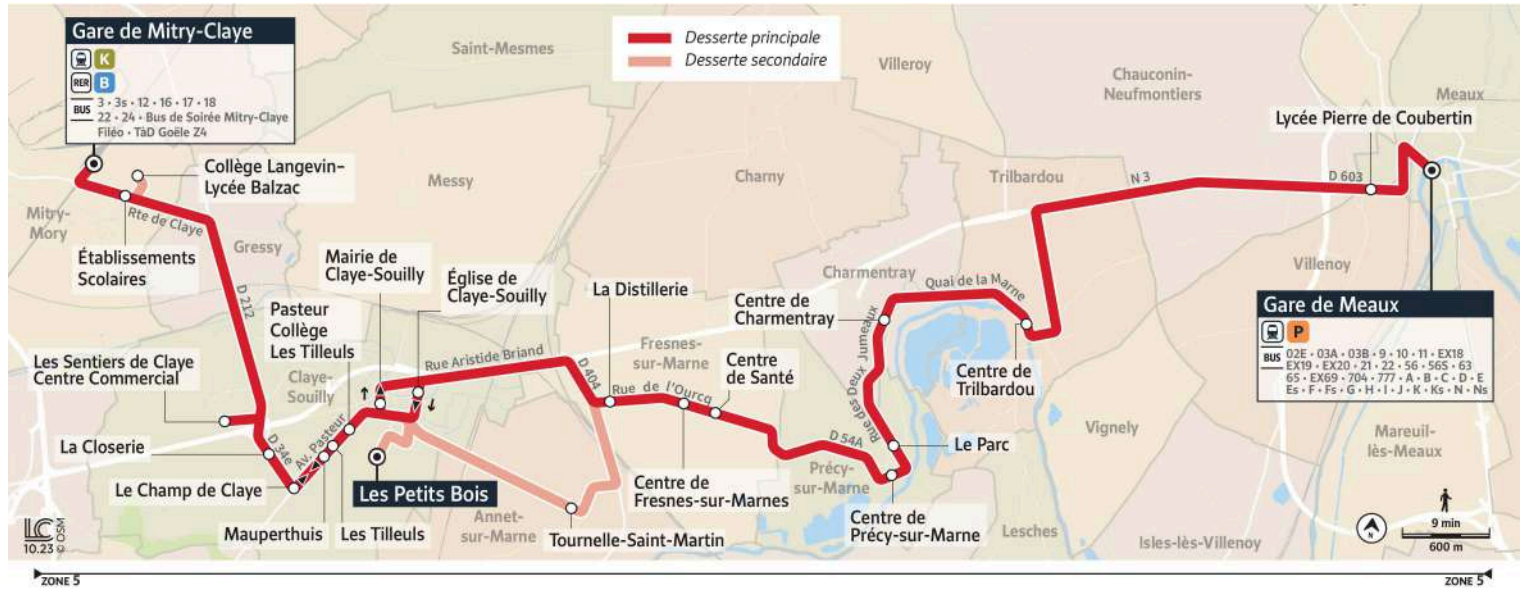 Gare de Mitry-Claye
K
RER B
BUS 3 • 3s • 12 • 16 • 17 • 18
22 • 24 • Bus de Soirée Mitry-Claye
Filéo • TàD Goële Z4
Desserte principale
Desserte secondaire
Saint-Mesmes
Villeroy
Chauconin-
Neufmontiers
Meaux
Lycée Pierre de Coubertin
Collège Langevin–
Lycée Balzac
Messy
Charny
Trilbardou
N 3
D 603
Mitry-
Mory
Rte de Claye
Gressy
Établissements
Scolaires
D 212
Mairie de
Claye-Souilly
Église de
Claye-Souilly
La Distillerie
Charmentray
Quai de la Marne
Villenoy
Centre de
Charmentray
Rue des Deux Jumeaux
Pasteur
Collège
Les Tilleuls
Rue Aristide Briand
D 404
Fresnes-
sur-Marne
Rue de l'Ourcq
Centre
de Santé
Centre de
Trilbardou
Gare de Meaux
P
BUS 02E • 03A • 03B • 9 • 10 • 11 • EX18
EX19 • EX20 • 21 • 22 • 56 • 56S • 63
65 • EX69 • 704 • 777 • A • B • C • D • E
Es • F • Fs • G • H • I • J • K • Ks • N • Ns
Les Sentiers de Claye
Centre Commercial
Claye-
Souilly
La Closerie
D 34e
Av. Pasteur
D 54A
Le Parc
Vignely
Mareuil-
lès-Meaux
Le Champ de Claye
Les Petits Bois
Précy-
sur-Marne
Centre de
Fresnes-sur-Marnes
Mauperthuis
Les Tilleuls
Annet-
sur-Marne
Tournelle-Saint-Martin
Centre de
Précy-sur-Marne
Lesches
Isles-lès-Villenoy
N
9 min
600 m
LC
10.23
© OSM
ZONE 5
ZONE 5